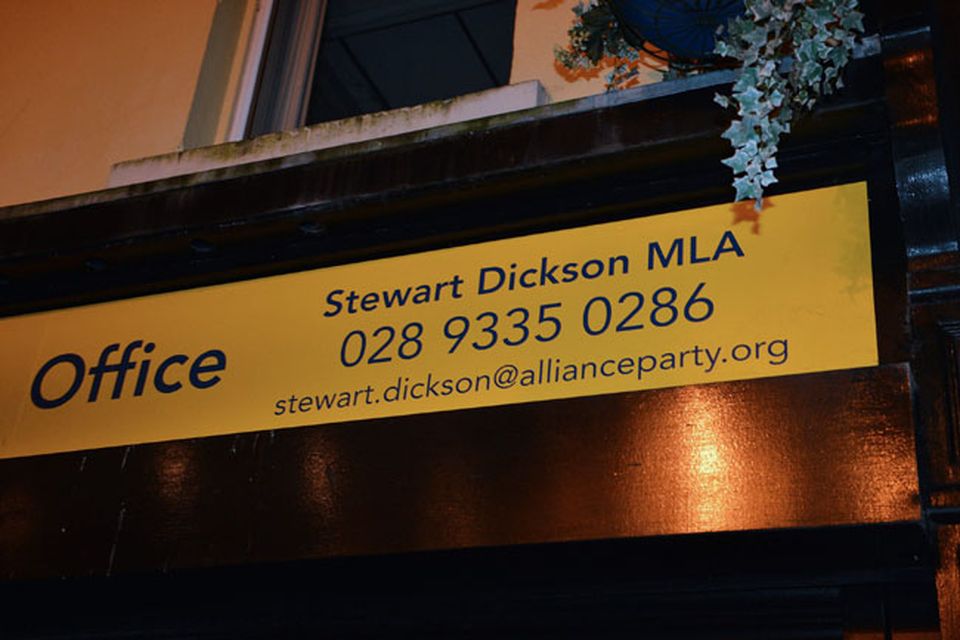 Office
Stewart Dickson MLA
028 9335 0286
stewart.dickson@allianceparty.org